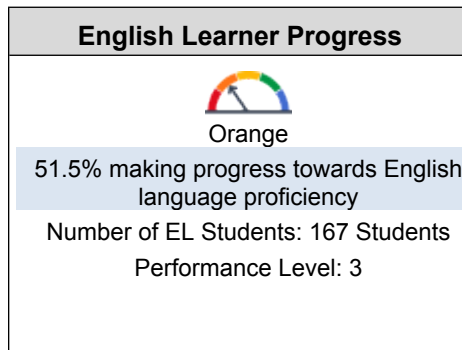 English Learner Progress
Orange
51.5% making progress towards English
language proficiency
Number of EL Students: 167 Students
Performance Level: 3